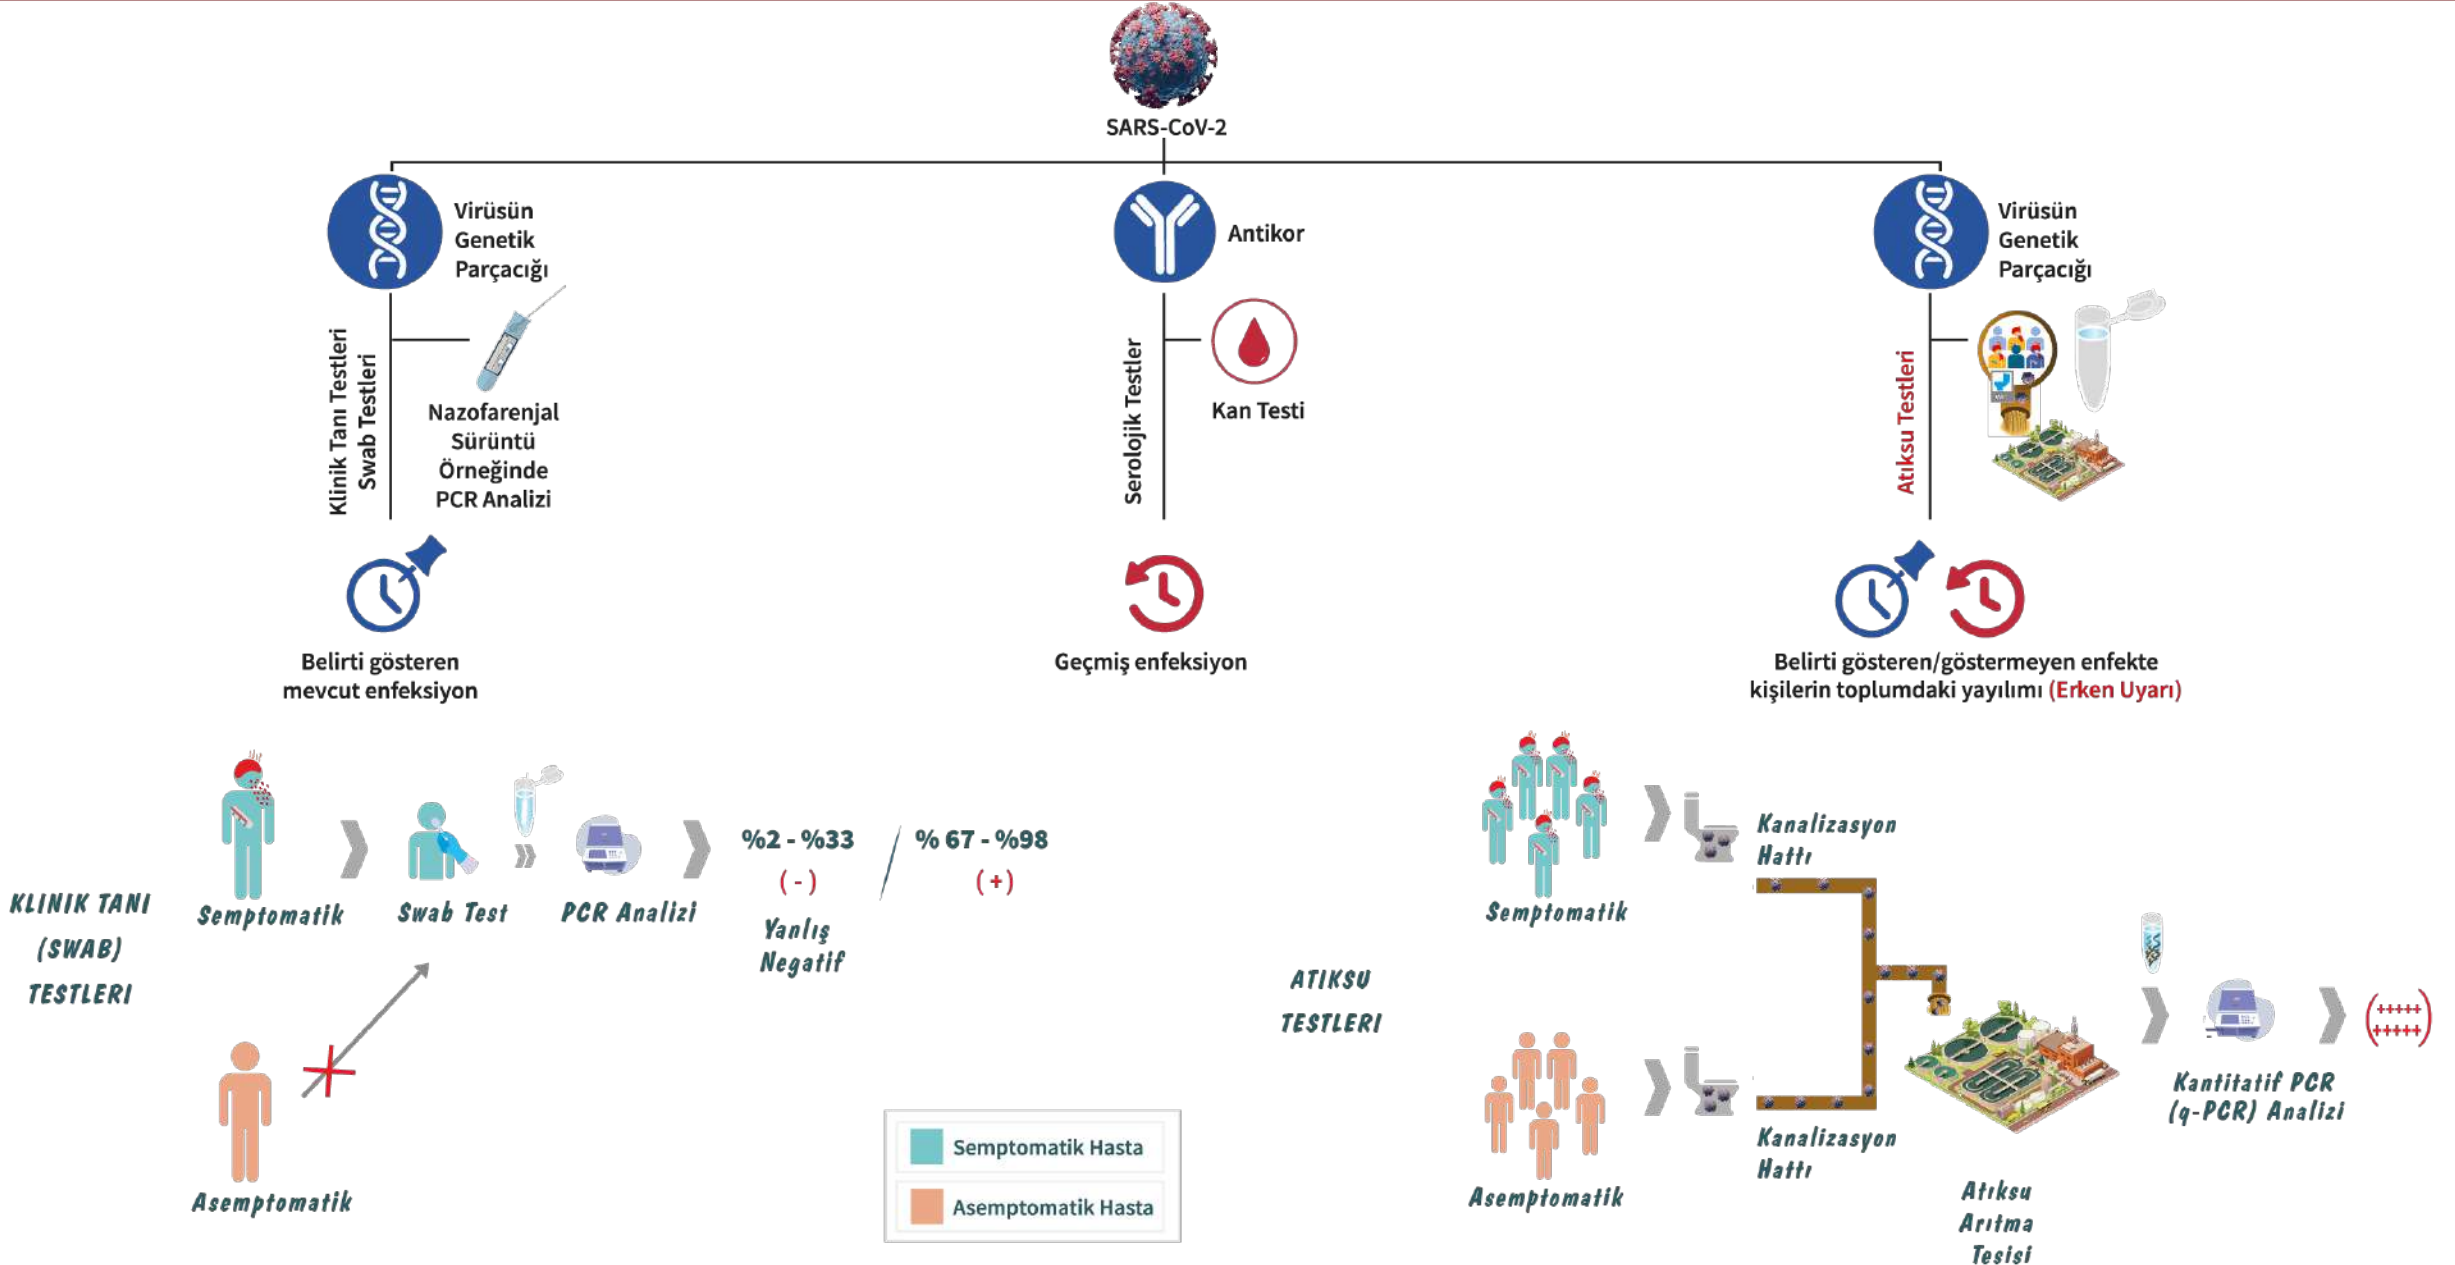 SARS-CoV-2
Virüsün
Genetik
Parçacığı
Klinik Tanı Testleri
Swab Testleri
Nazofarenjal
Sürüntü
Örneğinde
PCR Analizi
Belirti gösteren
mevcut enfeksiyon
Antikor
Serolojik Testler
Kan Testi
Geçmiş enfeksiyon
Virüsün
Genetik
Parçacığı
Atıksu Testleri
Belirti gösteren/göstermeyen enfekte
kişilerin toplumdaki yayılımı (Erken Uyarı)
KLINIK TANI
(SWAB)
TESTLERI
Semptomatik
Swab Test
PCR Analizi
%2 - %33
(-)
Yanlış
Negatif
/
% 67 - %98
(+)
Asemptomatik
Semptomatik Hasta
Asemptomatik Hasta
ATIKSU
TESTLERI
Semptomatik
Kanalizasyon
Hattı
Asemptomatik
Kanalizasyon
Hattı
Atıksu
Arıtma
Tesisi
Kantitatif PCR
(q-PCR) Analizi
(+++++
+++++)